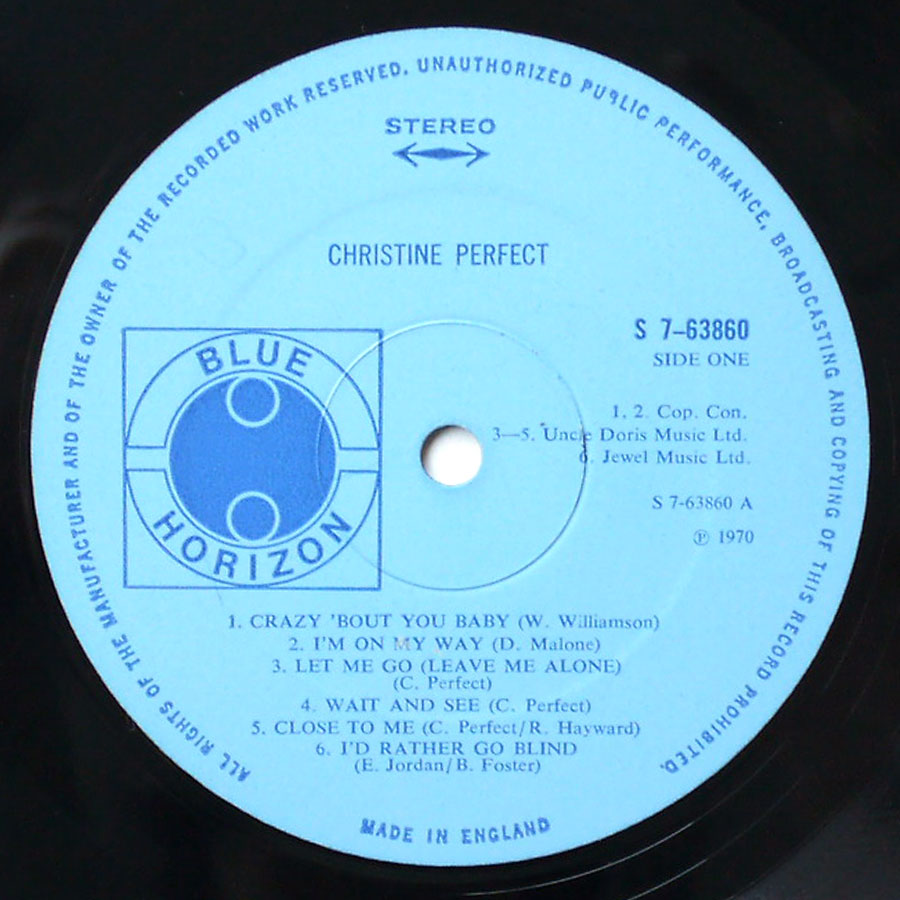 ALL RIGHTS OF THE MANUFACTURER AND OF THE OWNER OF THE RECORDED WORK RESERVED. UNAUTHORIZED PUBLIC PERFORMANCE, BROADCASTING AND COPYING OF THIS RECORD PROHIBITED.
STEREO
CHRISTINE PERFECT
S 7-63860
SIDE ONE
BLUE
HORIZON
1, 2. Cop. Con.
3—5. Uncle Doris Music Ltd.
6. Jewel Music Ltd.
S 7-63860 A
℗ 1970
1. CRAZY 'BOUT YOU BABY (W. Williamson)
2. I'M ON MY WAY (D. Malone)
3. LET ME GO (LEAVE ME ALONE)
(C. Perfect)
4. WAIT AND SEE (C. Perfect)
5. CLOSE TO ME (C. Perfect/R. Hayward)
6. I'D RATHER GO BLIND
(E. Jordan/B. Foster)
MADE IN ENGLAND